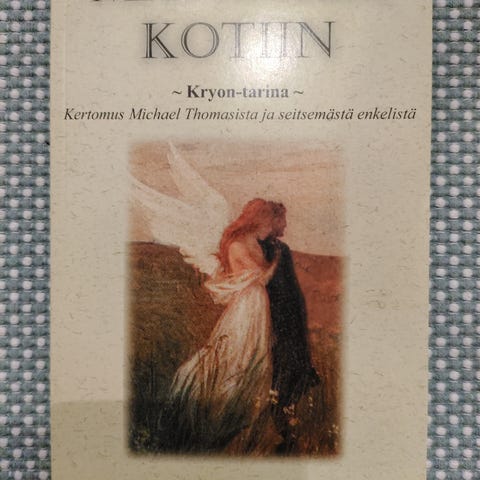 KOTIIN
~ Kryon-tarina ~
Kertomus Michael Thomasista ja seitsemästä enkelistä